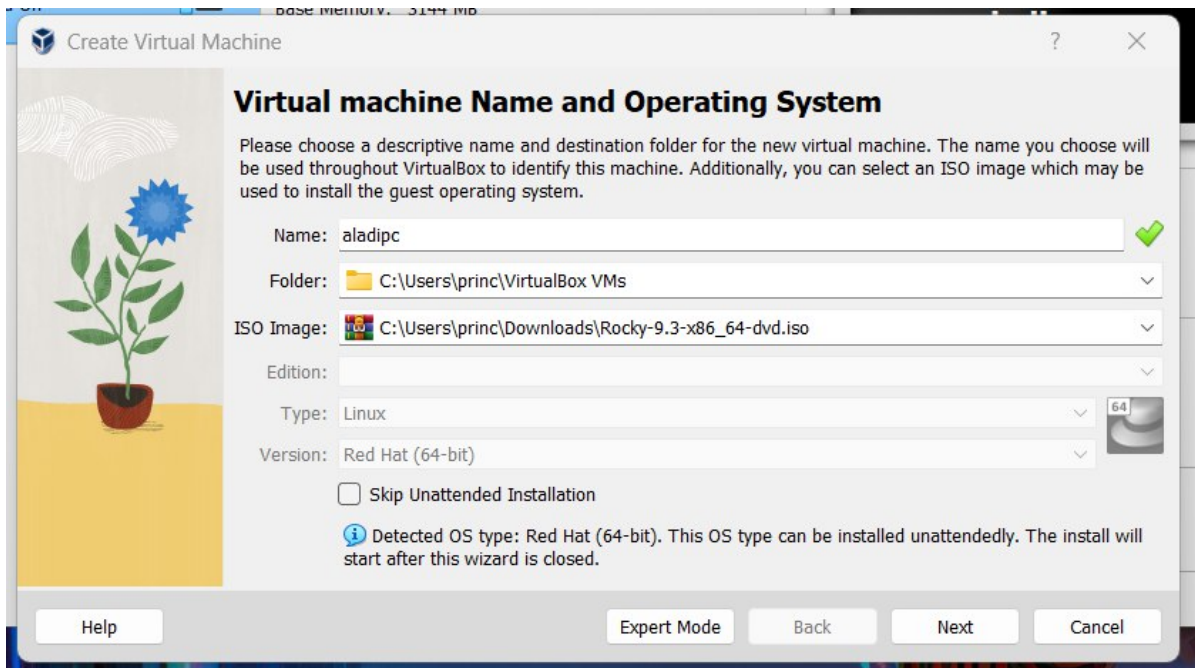 Base Memory: 3144 MB
Create Virtual Machine
?
Virtual machine Name and Operating System
Please choose a descriptive name and destination folder for the new virtual machine. The name you choose will
be used throughout VirtualBox to identify this machine. Additionally, you can select an ISO image which may be
used to install the guest operating system.
Name: aladipc
Folder: C:\Users\princ\VirtualBox VMs
ISO Image: C:\Users\princ\Downloads\Rocky-9.3-x86_64-dvd.iso
Edition:
Type: Linux
64
Version: Red Hat (64-bit)
Skip Unattended Installation
Detected OS type: Red Hat (64-bit). This OS type can be installed unattendedly. The install will
start after this wizard is closed.
Help Expert Mode Back Next Cancel